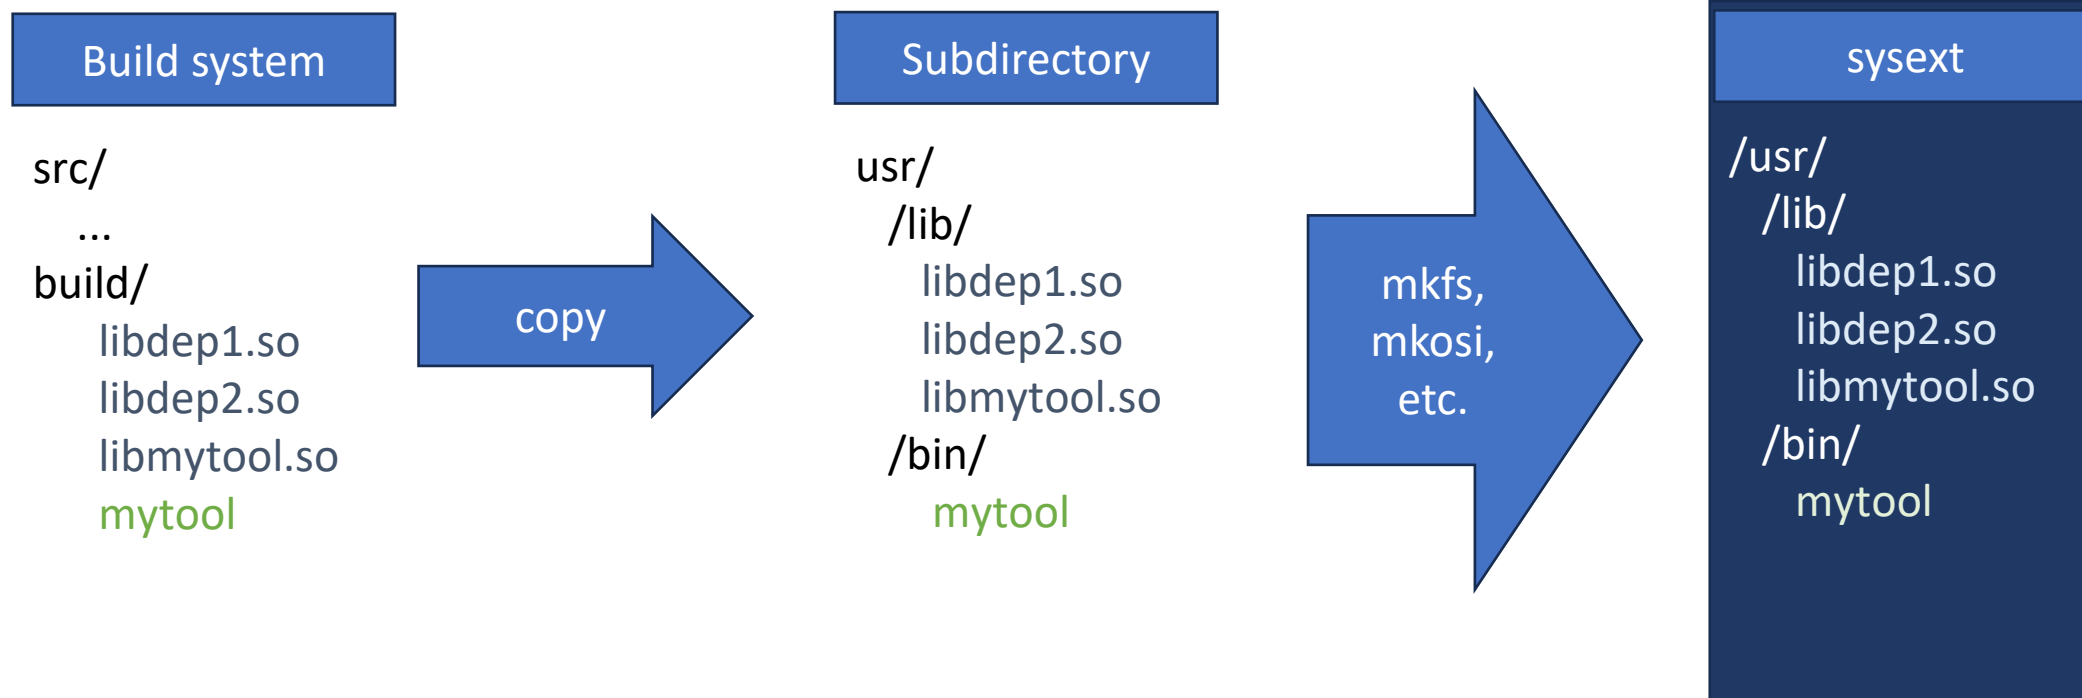 Build system
src/
...
build/
libdep1.so
libdep2.so
libmytool.so
mytool
copy
Subdirectory
usr/
/lib/
libdep1.so
libdep2.so
libmytool.so
/bin/
mytool
mkfs,
mkosi,
etc.
sysext
/usr/
/lib/
libdep1.so
libdep2.so
libmytool.so
/bin/
mytool